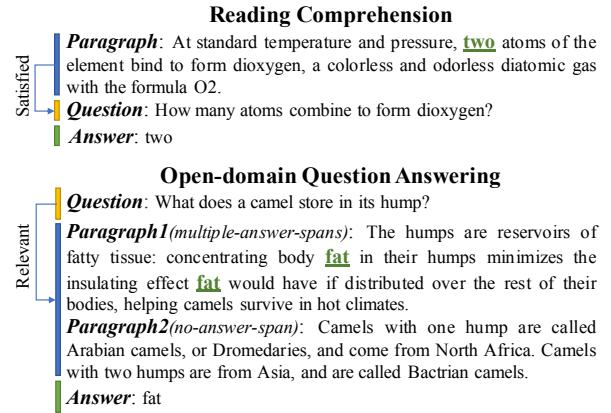 Reading Comprehension
Satisfied
Paragraph: At standard temperature and pressure, two atoms of the
element bind to form dioxygen, a colorless and odorless diatomic gas
with the formula O2.
Question: How many atoms combine to form dioxygen?
Answer: two
Open-domain Question Answering
Relevant
Question: What does a camel store in its hump?
Paragraph1(multiple-answer-spans): The humps are reservoirs of
fatty tissue: concentrating body fat in their humps minimizes the
insulating effect fat would have if distributed over the rest of their
bodies, helping camels survive in hot climates.
Paragraph2(no-answer-span): Camels with one hump are called
Arabian camels, or Dromedaries, and come from North Africa. Camels
with two humps are from Asia, and are called Bactrian camels.
Answer: fat